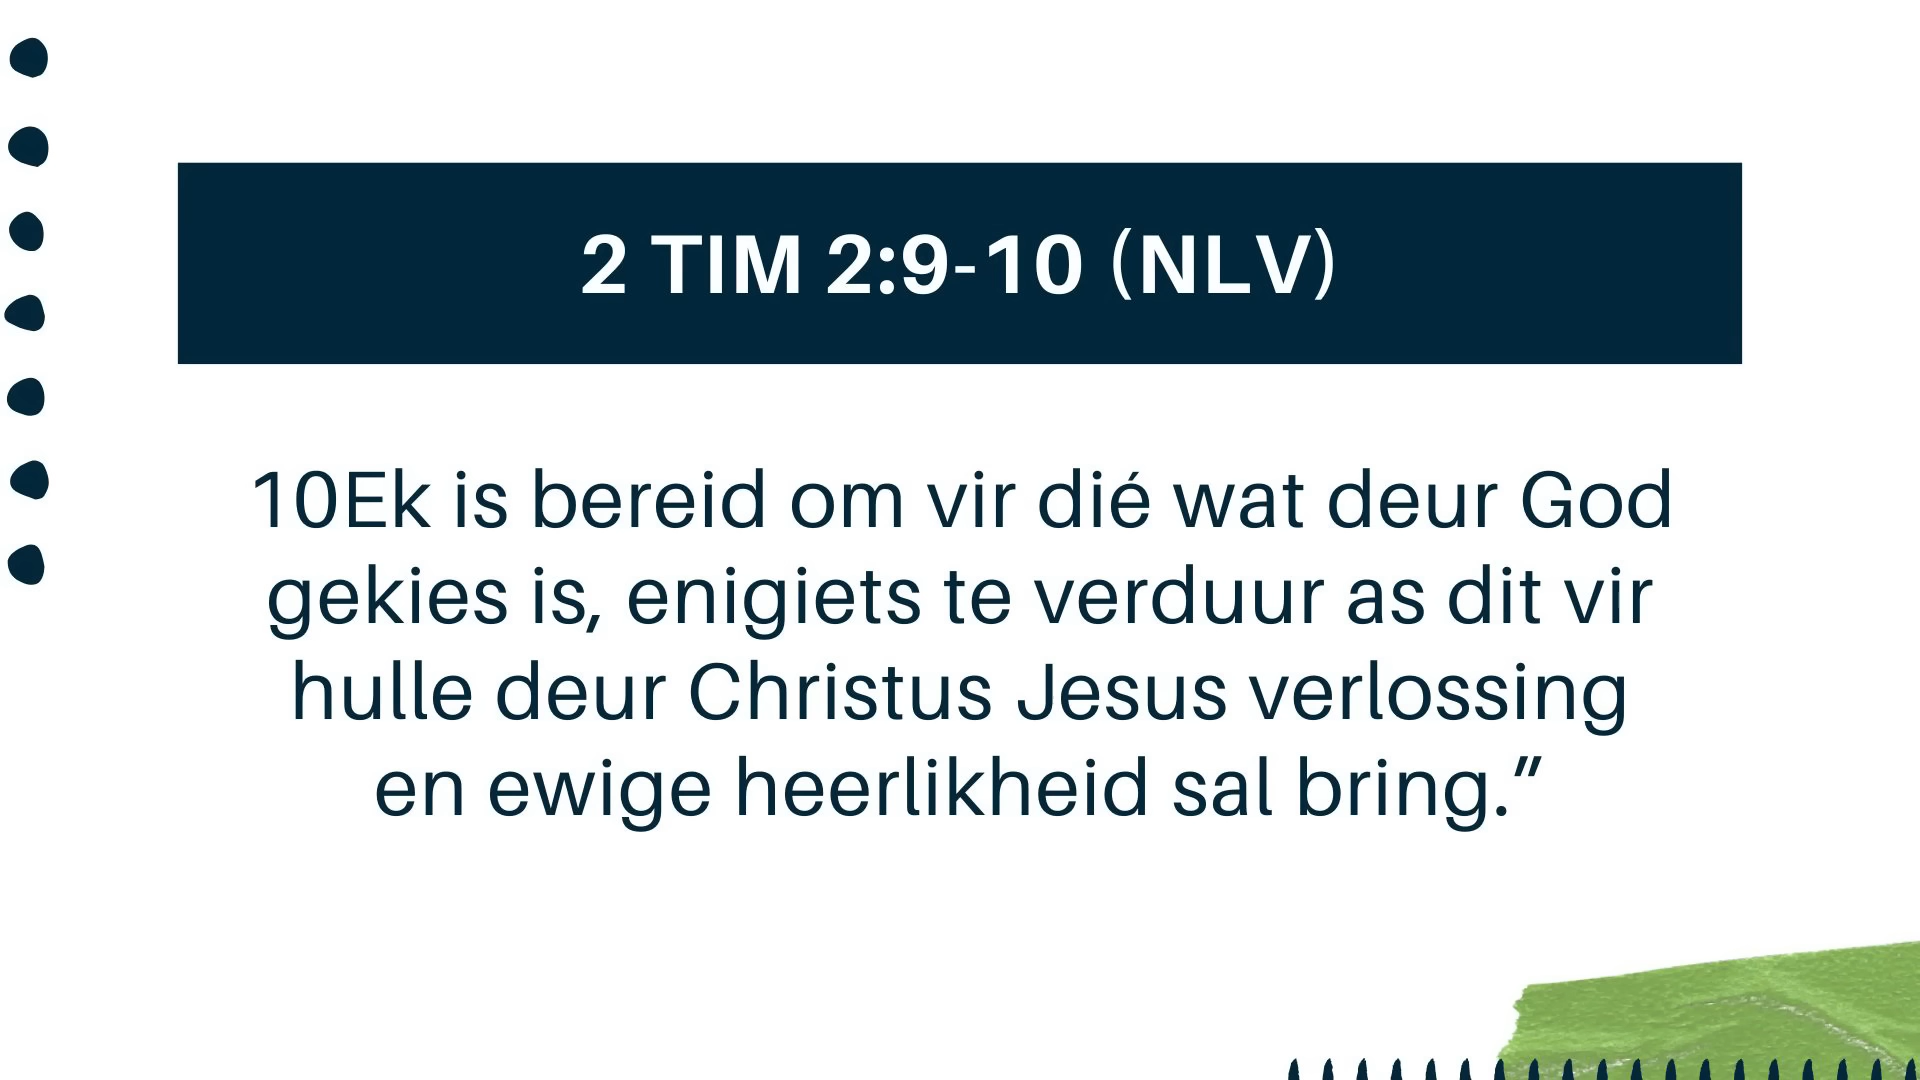 2 TIM 2:9-10 (NLV)
10Ek is bereid om vir dié wat deur God
gekies is, enigiets te verduur as dit vir
hulle deur Christus Jesus verlossing
en ewige heerlikheid sal bring.”